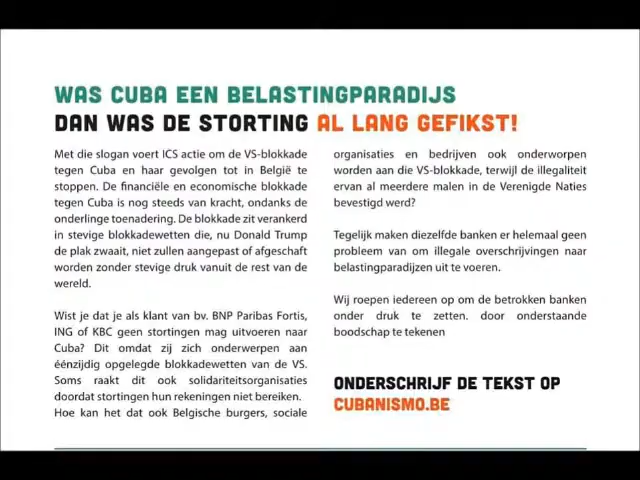 WAS CUBA EEN BELASTINGPARADIJS
DAN WAS DE STORTING AL LANG GEFIKST!
Met die slogan voert ICS actie om de VS-blokkade
tegen Cuba en haar gevolgen tot in België te
stoppen. De financiële en economische blokkade
tegen Cuba is nog steeds van kracht, ondanks de
onderlinge toenadering. De blokkade zit verankerd
in stevige blokkadewetten die, nu Donald Trump
de plak zwaait, niet zullen aangepast of afgeschaft
worden zonder stevige druk vanuit de rest van de
wereld.
Wist je dat je als klant van bv. BNP Paribas Fortis,
ING of KBC geen stortingen mag uitvoeren naar
Cuba? Dit omdat zij zich onderwerpen aan
éénzijdig opgelegde blokkadewetten van de VS.
Soms raakt dit ook solidariteitsorganisaties
doordat stortingen hun rekeningen niet bereiken.
Hoe kan het dat ook Belgische burgers, sociale
organisaties en bedrijven ook onderworpen
worden aan die VS-blokkade, terwijl de illegaliteit
ervan al meerdere malen in de Verenigde Naties
bevestigd werd?
Tegelijk maken diezelfde banken er helemaal geen
probleem van om illegale overschrijvingen naar
belastingparadijzen uit te voeren.
Wij roepen iedereen op om de betrokken banken
onder druk te zetten. door onderstaande
boodschap te tekenen
ONDERSCHRIJF DE TEKST OP
CUBANISMO.BE